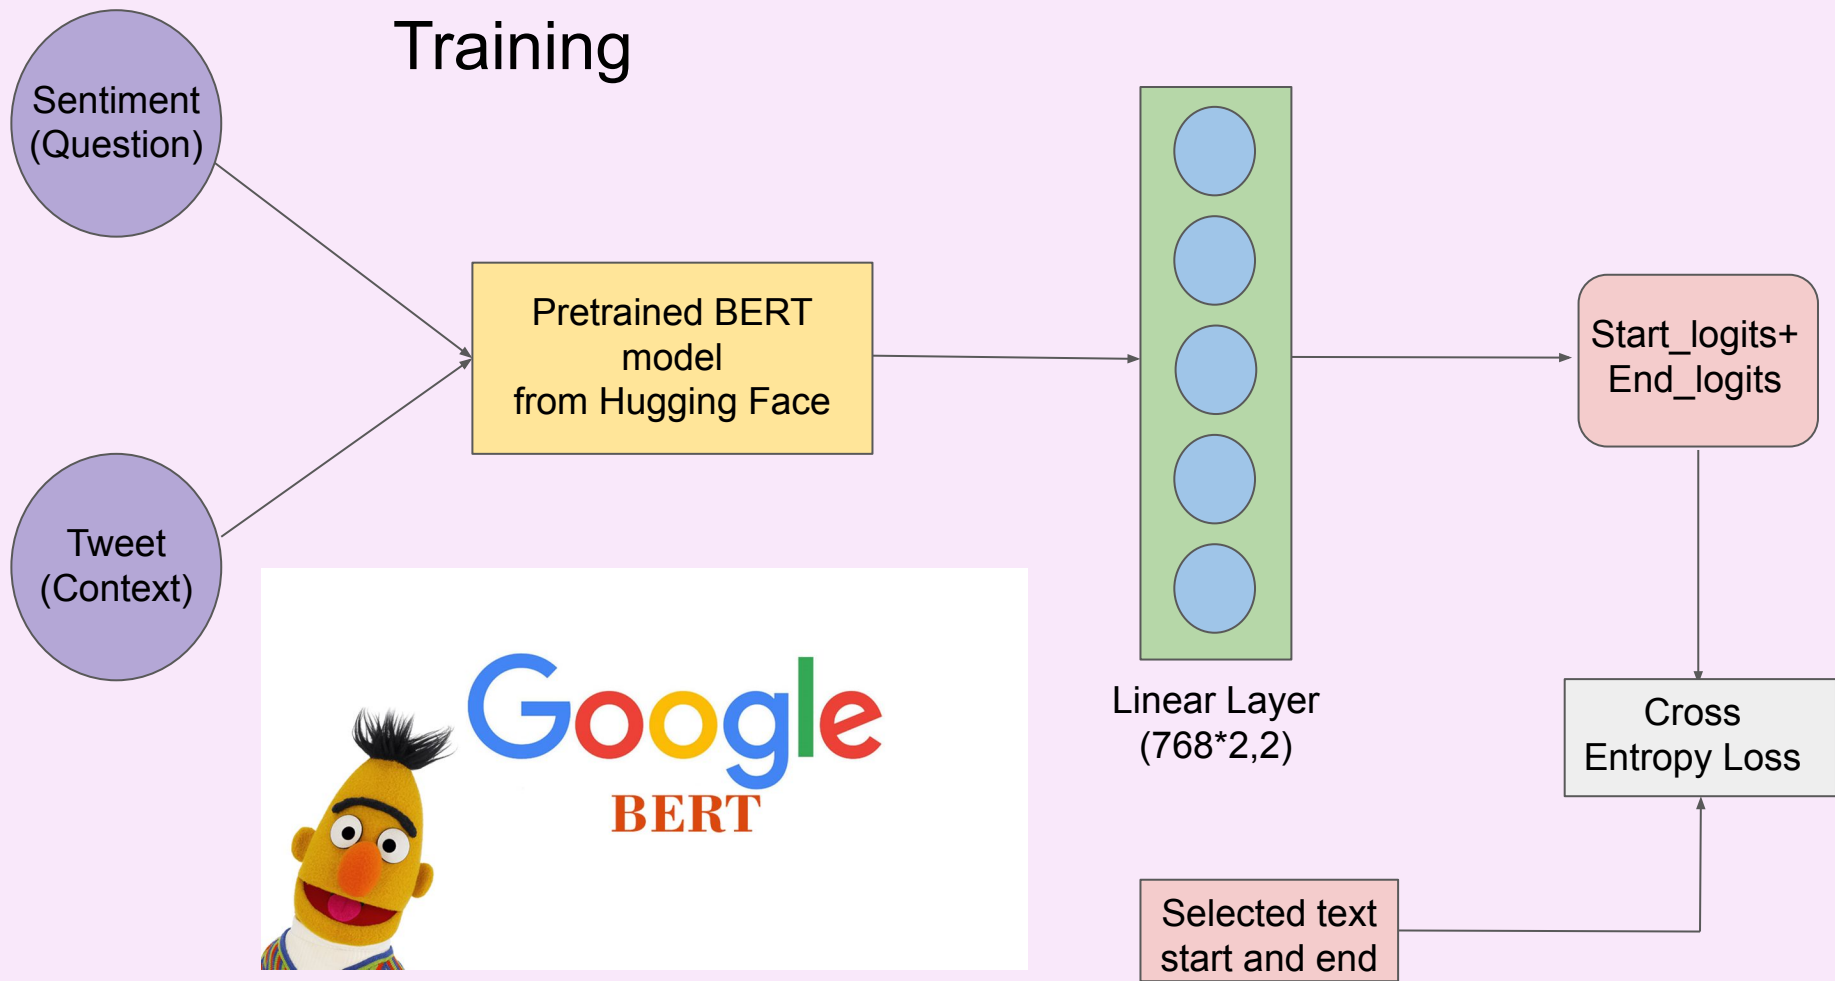 Training
Sentiment
(Question)
Tweet
(Context)
Pretrained BERT
model
from Hugging Face
Linear Layer
(768*2,2)
Start_logits+
End_logits
Cross
Entropy Loss
Selected text
start and end
Google
BERT